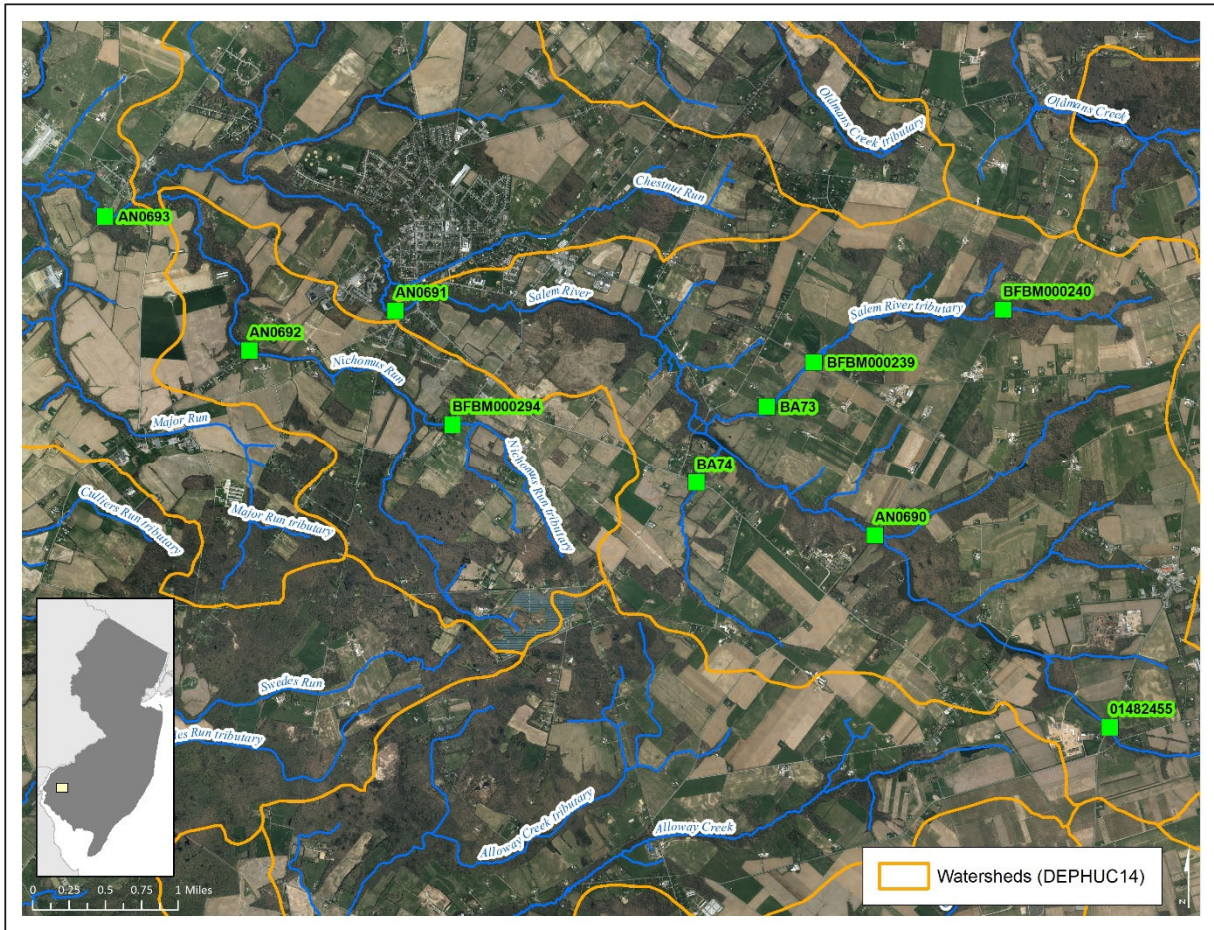 Oldmans Creek tributary
Oldmans Creek
Chestnut Run
AN0693
AN0691
Salem River
Salem River tributary
BFBM000240
AN0692
Nichomus Run
BFBM000239
BFBM000294
BA73
Major Run
Nichomus Run tributary
BA74
Culliers Run tributary
Major Run tributary
AN0690
Swedes Run
01482455
es Run tributary
Alloway Creek tributary
Alloway Creek
0 0.25 0.5 0.75 1 Miles
Watersheds (DEPHUC14)
N